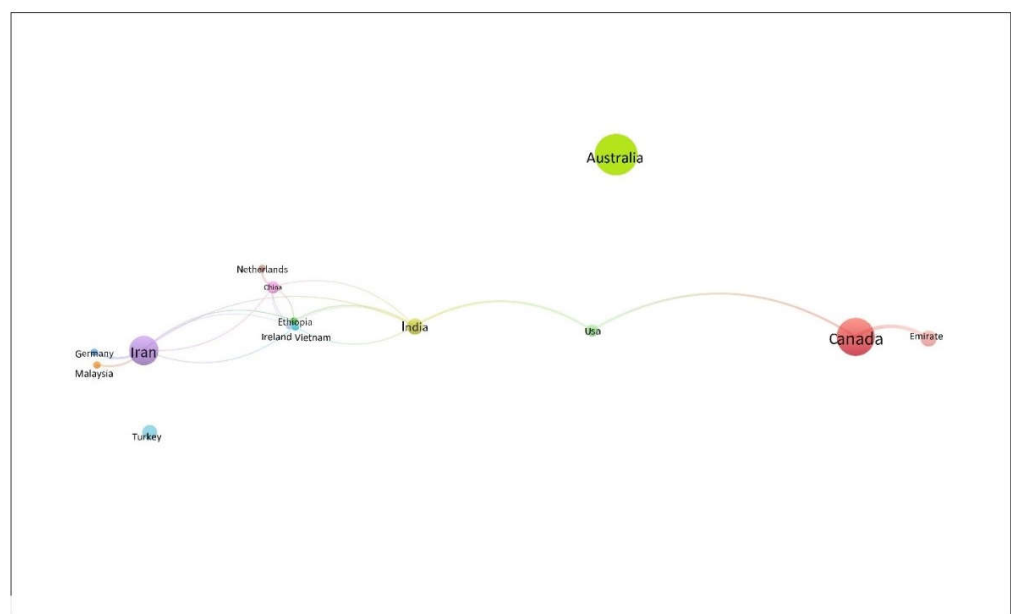 Australia
Netherlands
China
Ethiopia
India
Usa
Ireland Vietnam
Canada
Emirate
Germany
Iran
Malaysia
Turkey